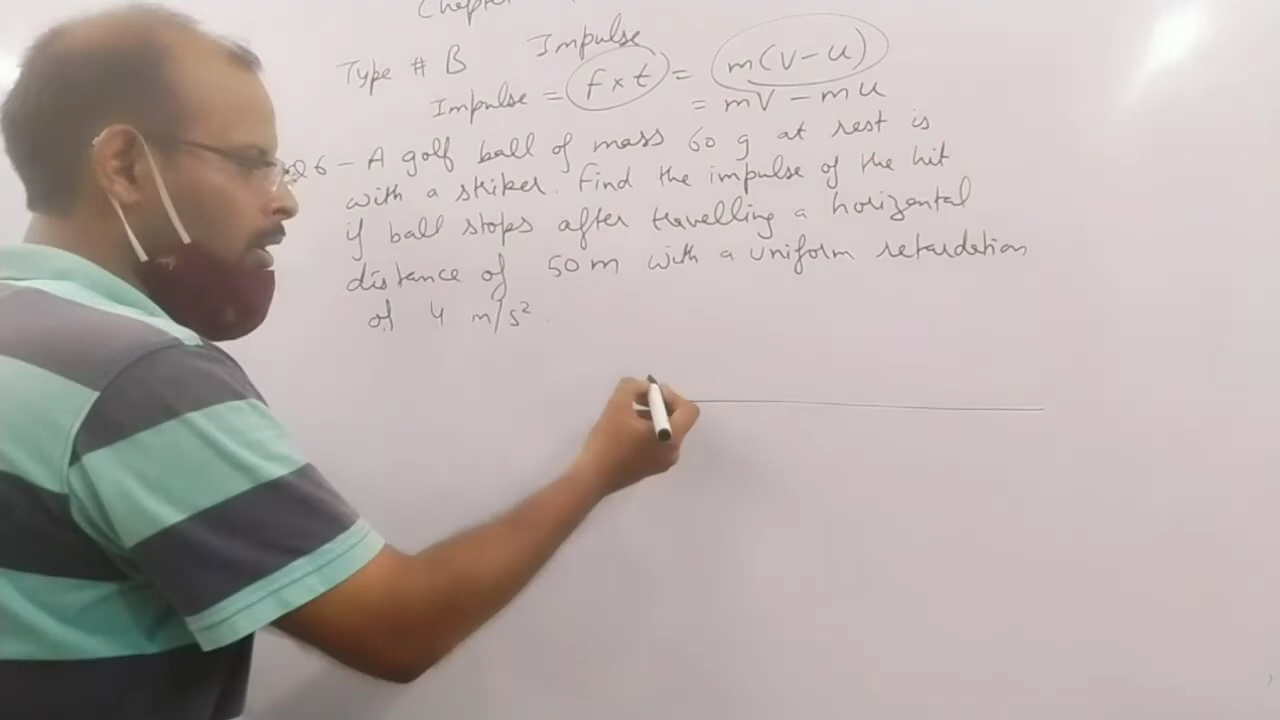 Chapter
Type # B Impulse
Impulse = f x t = m(v-u)
= mv - mu
Q 6 - A golf ball of mass 60 g at rest is
with a striker. Find the impulse of the hit
if ball stops after travelling a horizontal
distance of 50 m with a uniform retardation
of 4 m/s²